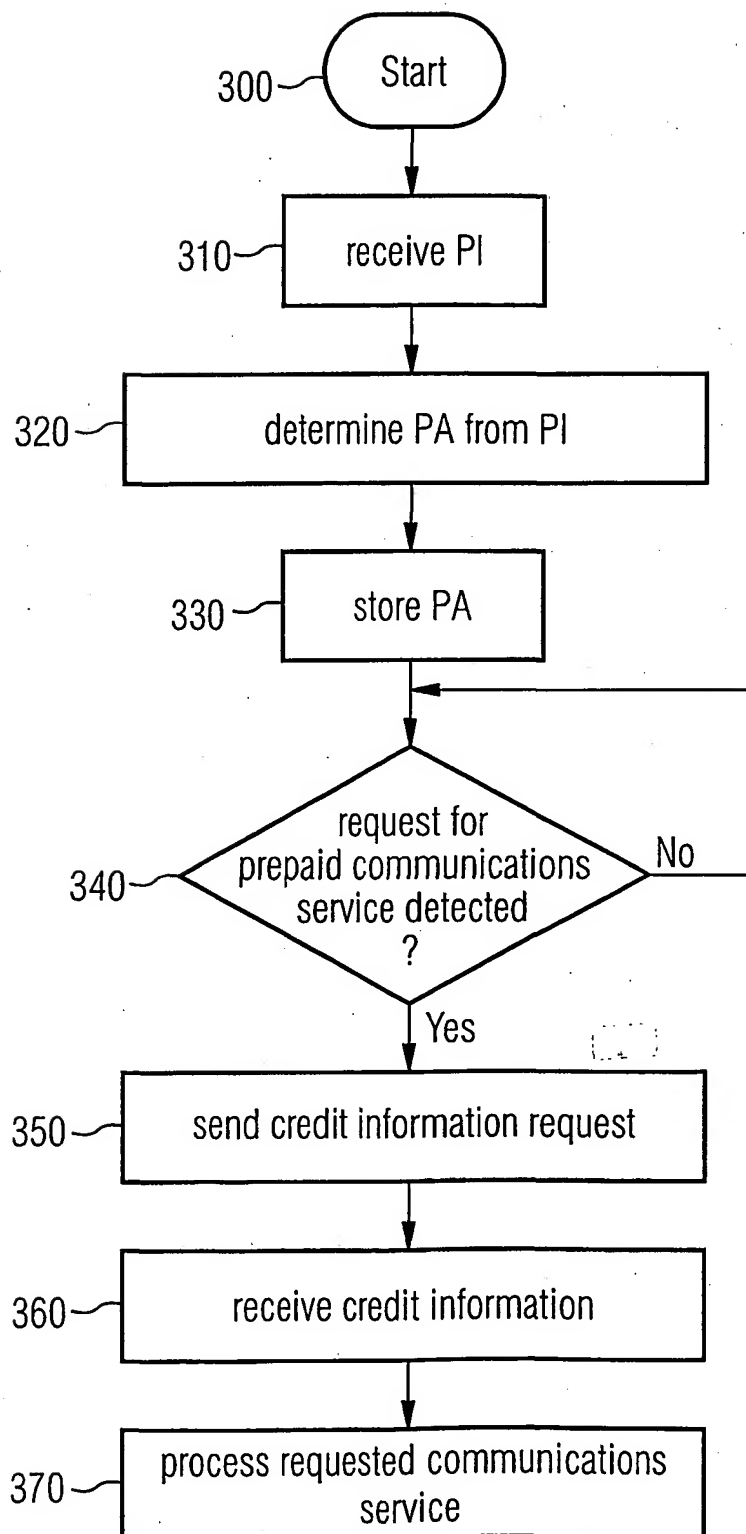 Start
300
receive PI
310
determine PA from PI
320
store PA
330
request for
prepaid communications
service detected
?
No
340
Yes
send credit information request
350
receive credit information
360
process requested communications
service
370